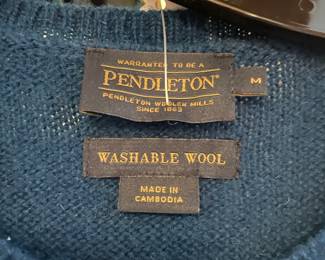 WARRANTED TO BE A
PENDLETON®
PENDLETON WOOLEN MILLS
SINCE 1863
M
WASHABLE WOOL
MADE IN
CAMBODIA